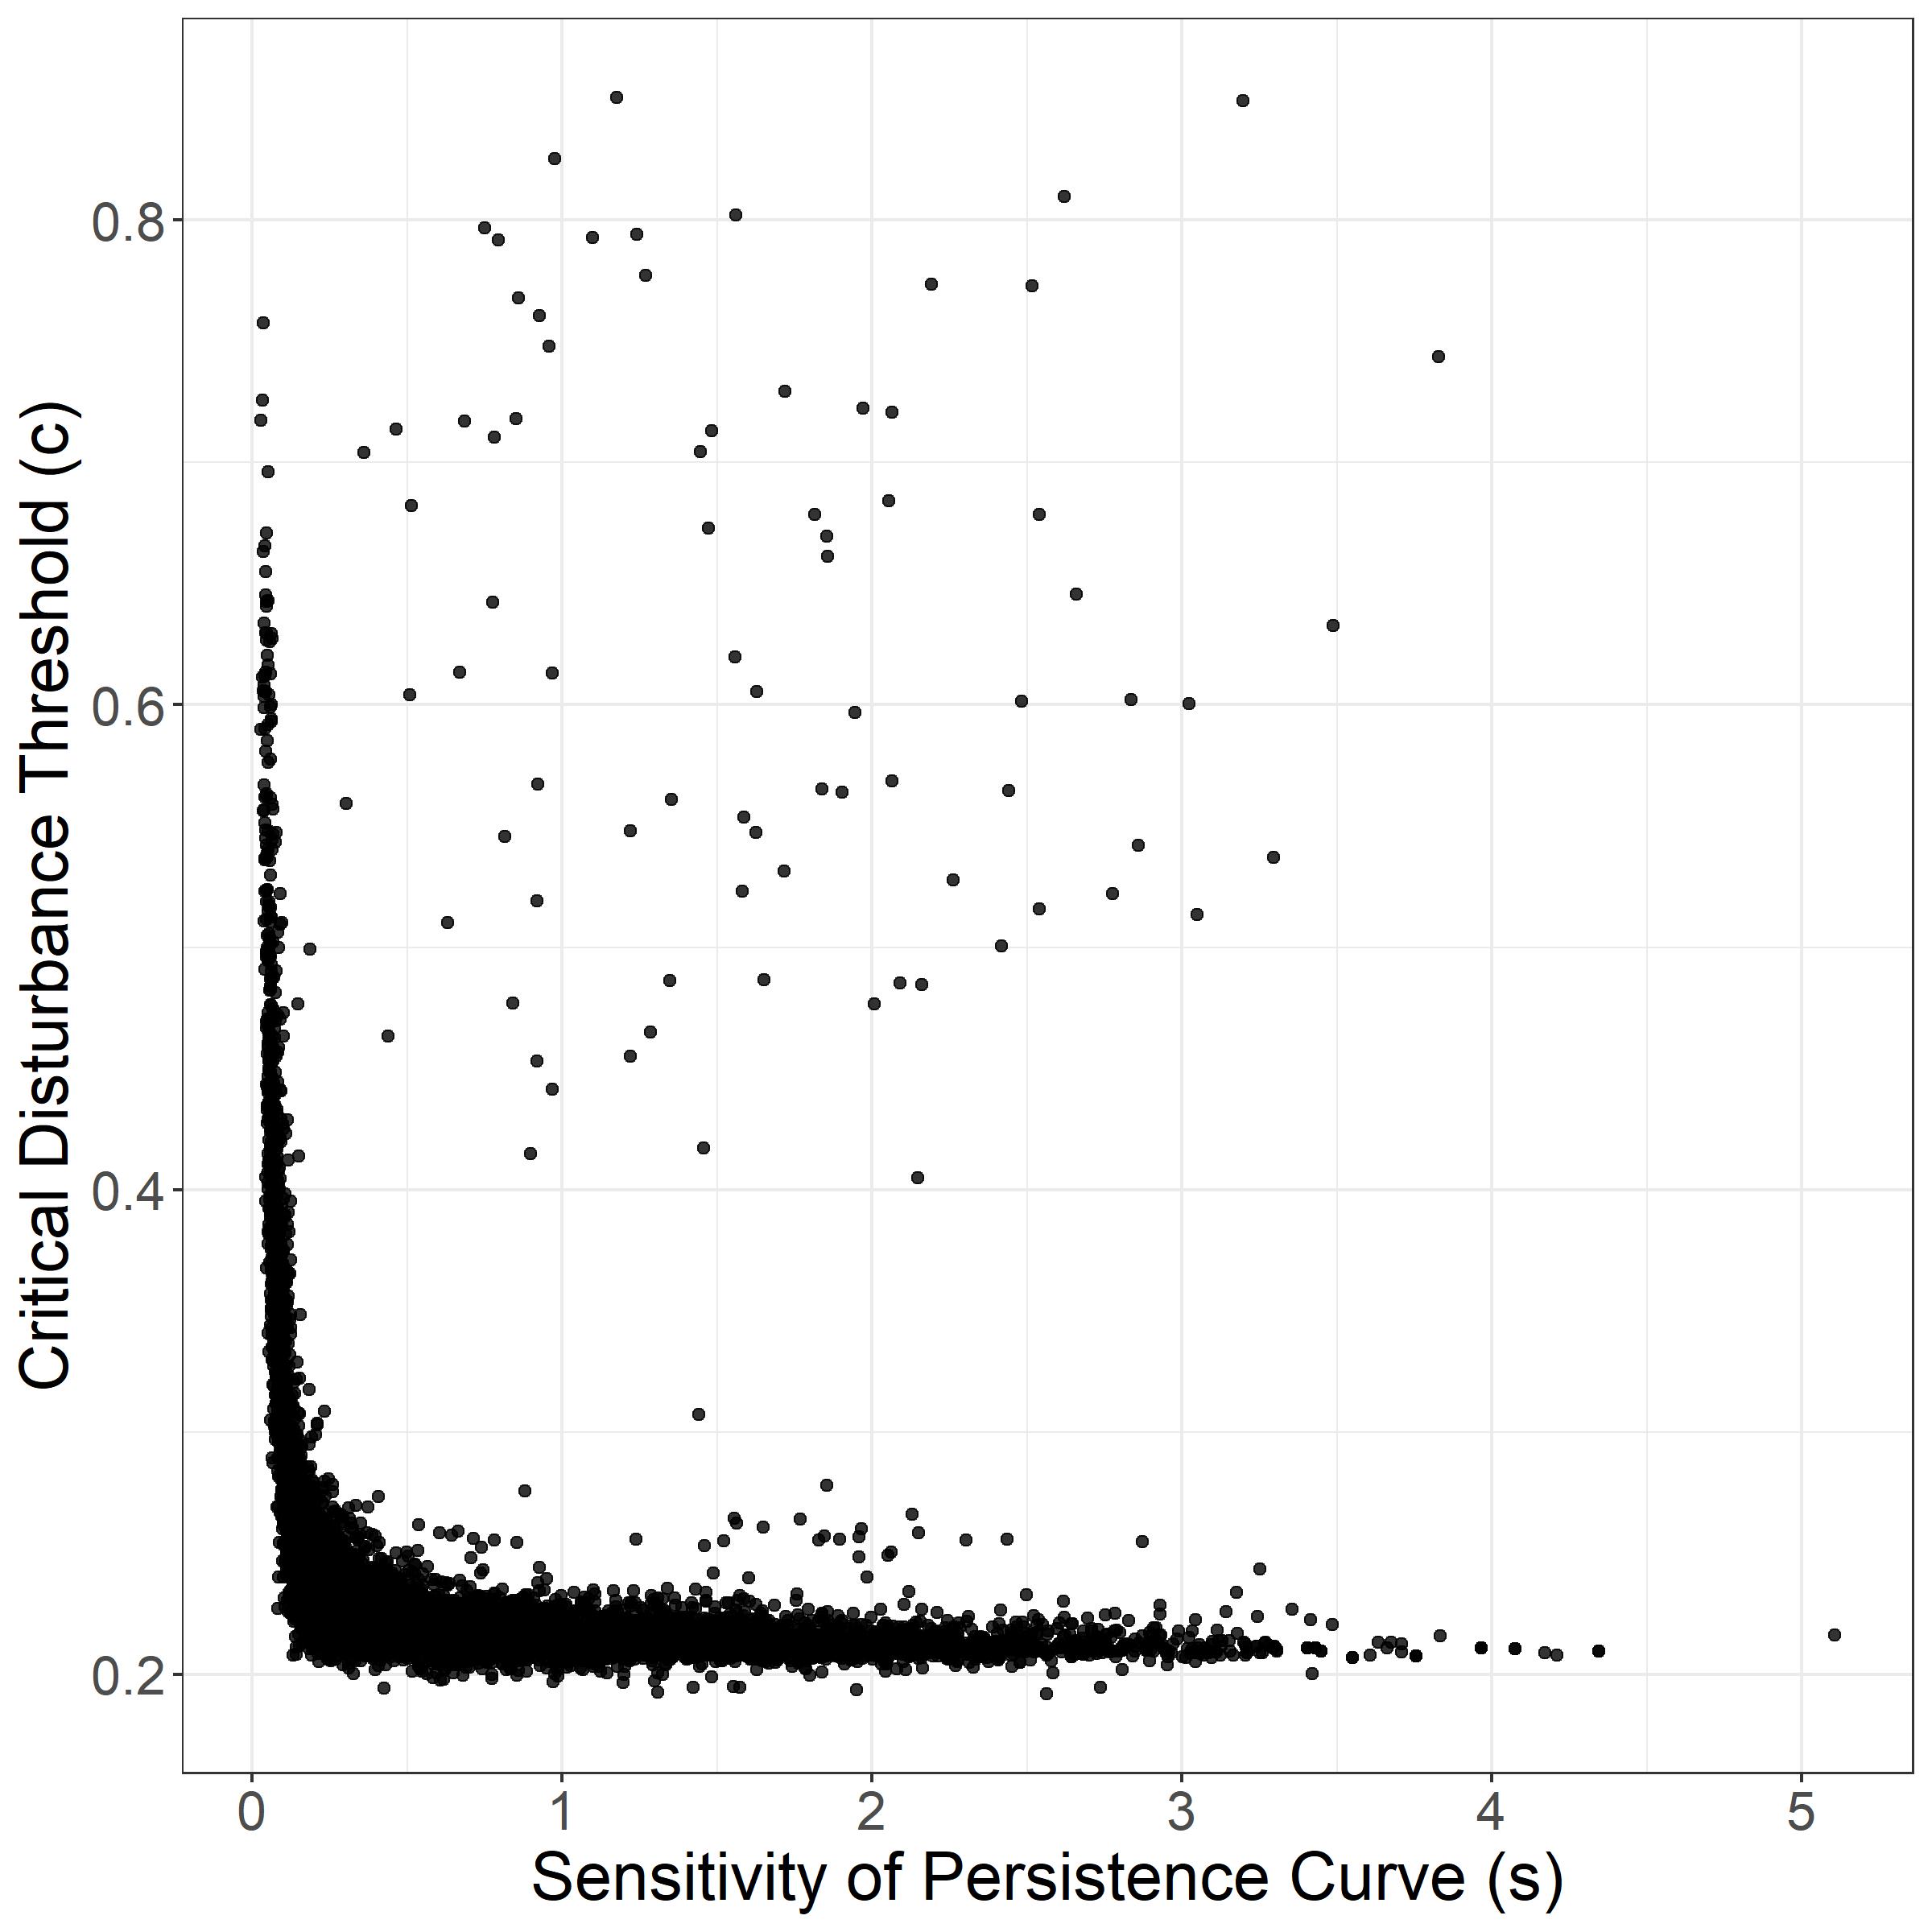 Critical Disturbance Threshold (c)
0.8
0.6
0.4
0.2
0 1 2 3 4 5
Sensitivity of Persistence Curve (s)